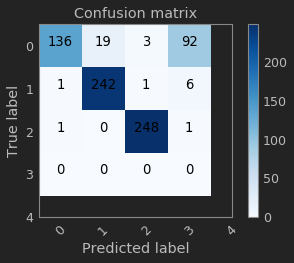 Confusion matrix
0 136 19 3 92
1 1 242 1 6
2 1 0 248 1
3 0 0 0 0
4
0 1 2 3 4
True label
Predicted label
200
150
100
50
0